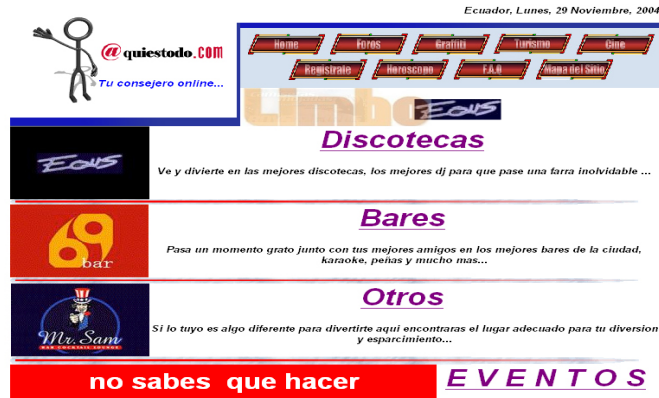 Ecuador, Lunes, 29 Noviembre, 2004
@quiestodo.com
Tu consejero online...
Home Foros Graffiti Turismo Cine
Registrate Horoscopo F.A.Q Mapa del Sitio
Limbo Equs
Equs
Discotecas
Ve y divierte en las mejores discotecas, los mejores dj para que pase una farra inolvidable ...
69
bar
Bares
Pasa un momento grato junto con tus mejores amigos en los mejores bares de la ciudad,
karaoke, peñas y mucho mas...
Mr. Sam
BAR COCKTAIL LOUNGE
Otros
Si lo tuyo es algo diferente para divertirte aqui encontraras el lugar adecuado para tu diversion
y esparcimiento...
no sabes que hacer
EVENTOS